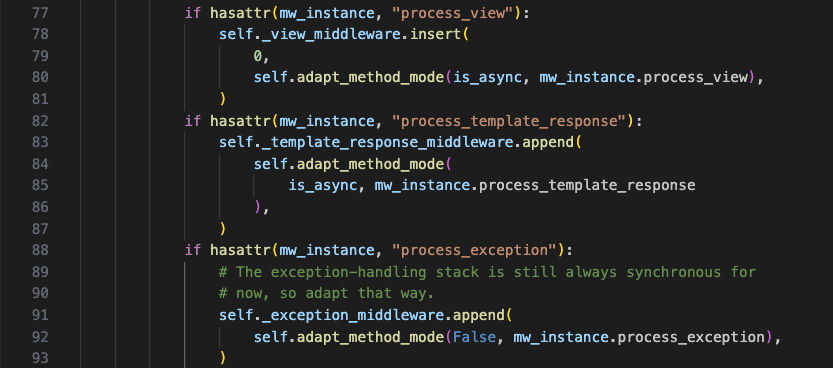 77 if hasattr(mw_instance, "process_view"):
78 self._view_middleware.insert(
79 0,
80 self.adapt_method_mode(is_async, mw_instance.process_view),
81 )
82 if hasattr(mw_instance, "process_template_response"):
83 self._template_response_middleware.append(
84 self.adapt_method_mode(
85 is_async, mw_instance.process_template_response
86 ),
87 )
88 if hasattr(mw_instance, "process_exception"):
89 # The exception-handling stack is still always synchronous for
90 # now, so adapt that way.
91 self._exception_middleware.append(
92 self.adapt_method_mode(False, mw_instance.process_exception),
93 )